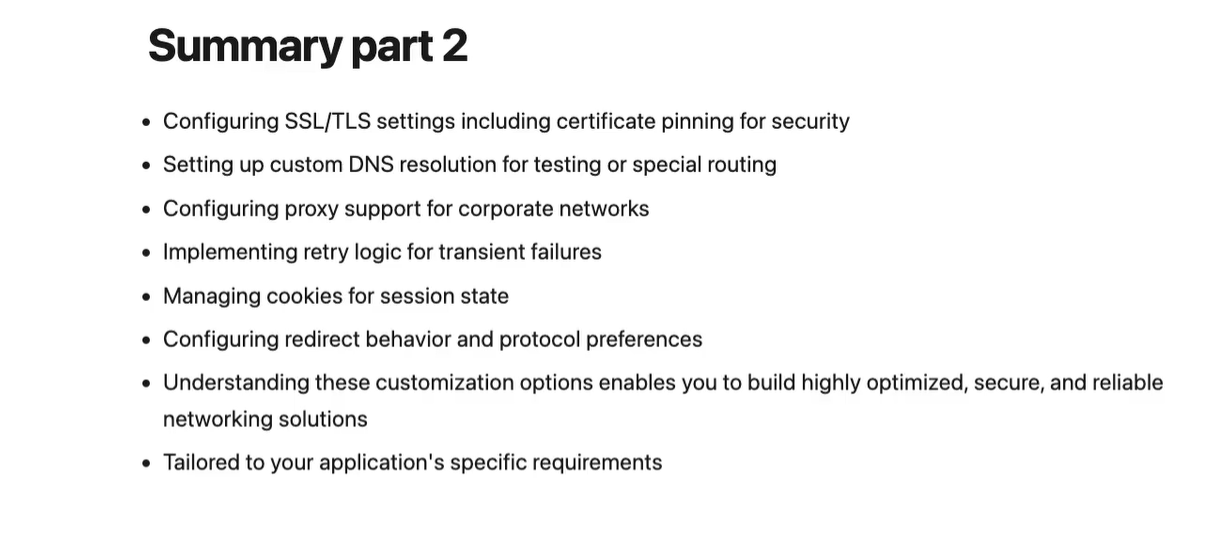 Summary part 2
• Configuring SSL/TLS settings including certificate pinning for security
• Setting up custom DNS resolution for testing or special routing
• Configuring proxy support for corporate networks
• Implementing retry logic for transient failures
• Managing cookies for session state
• Configuring redirect behavior and protocol preferences
• Understanding these customization options enables you to build highly optimized, secure, and reliable
networking solutions
• Tailored to your application's specific requirements